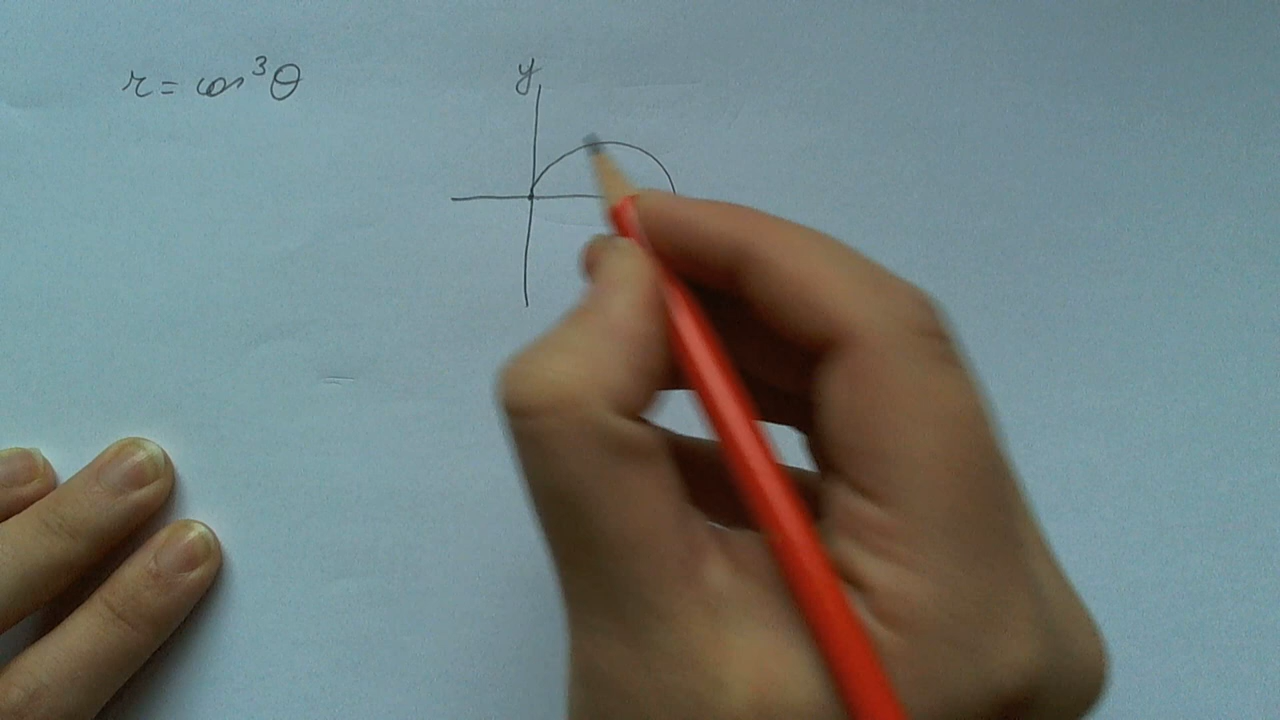 r = cos³θ
y